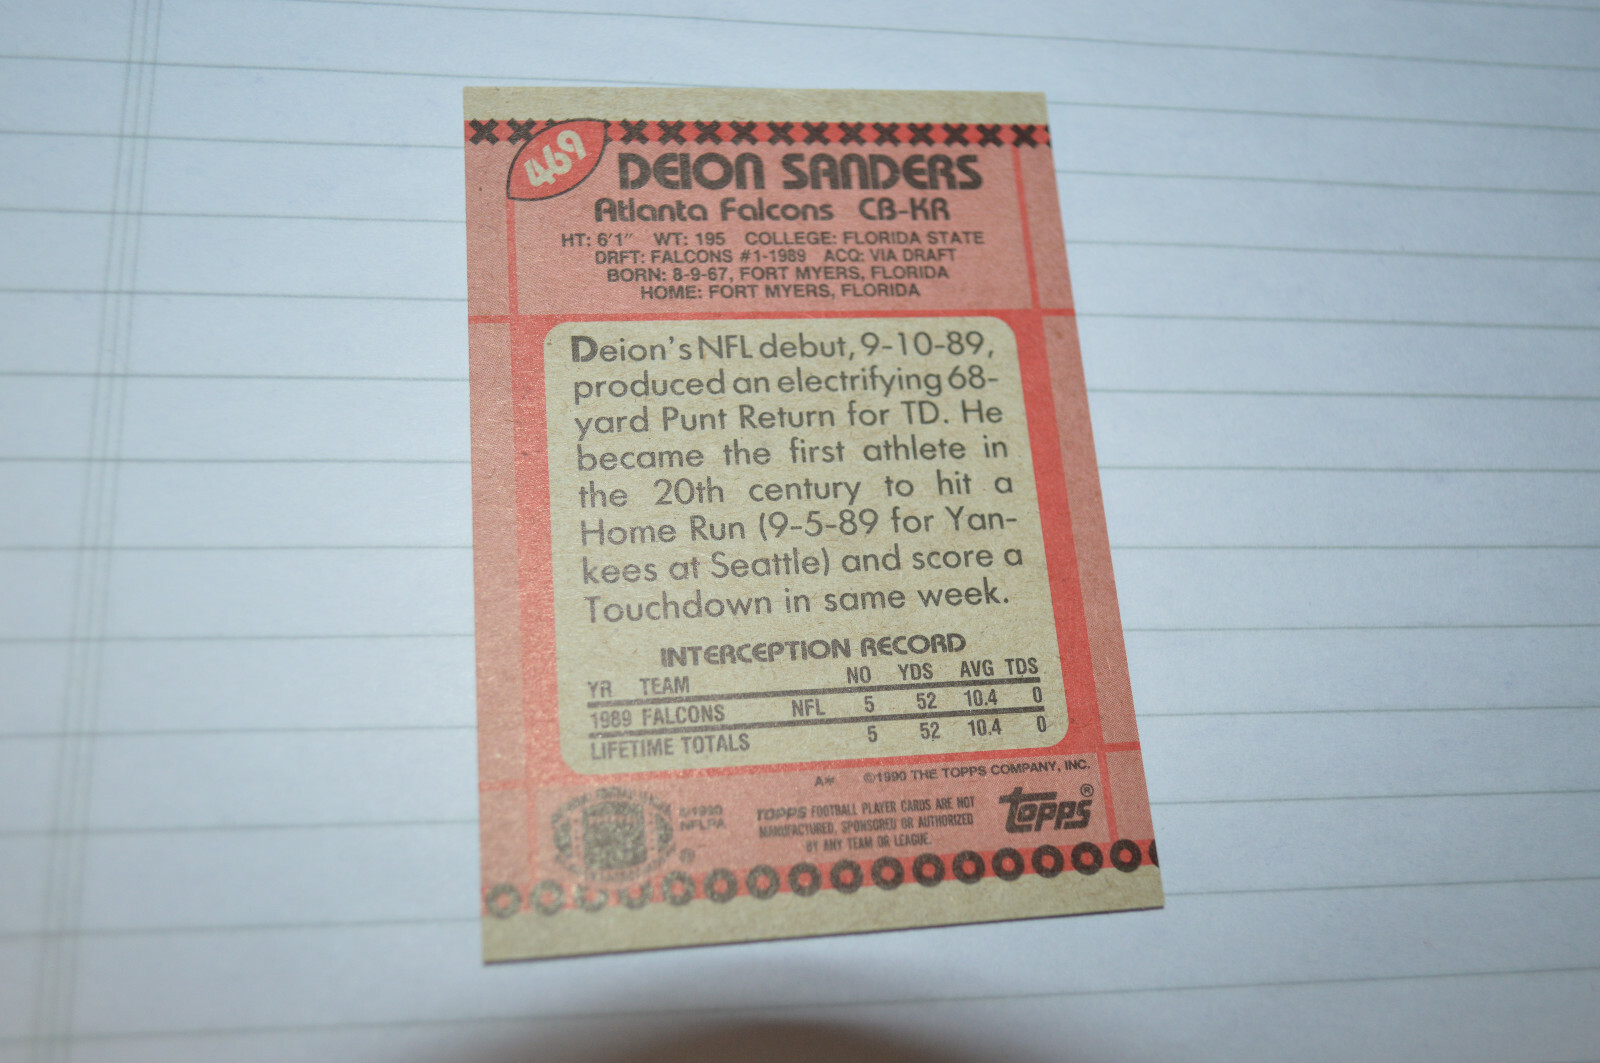 469
DEION SANDERS
Atlanta Falcons CB-KR
HT: 6'1" WT: 195 COLLEGE: FLORIDA STATE
DRFT: FALCONS #1-1989 ACQ: VIA DRAFT
BORN: 8-9-67, FORT MYERS, FLORIDA
HOME: FORT MYERS, FLORIDA
Deion's NFL debut, 9-10-89,
produced an electrifying 68-
yard Punt Return for TD. He
became the first athlete in
the 20th century to hit a
Home Run (9-5-89 for Yan-
kees at Seattle) and score a
Touchdown in same week.
INTERCEPTION RECORD
YR TEAM NO YDS AVG TDS
1989 FALCONS NFL 5 52 10.4 0
LIFETIME TOTALS 5 52 10.4 0
A** ©1990 THE TOPPS COMPANY, INC.
©1990
NFLPA
TOPPS FOOTBALL PLAYER CARDS ARE NOT
MANUFACTURED, SPONSORED OR AUTHORIZED
BY ANY TEAM OR LEAGUE.
topps®